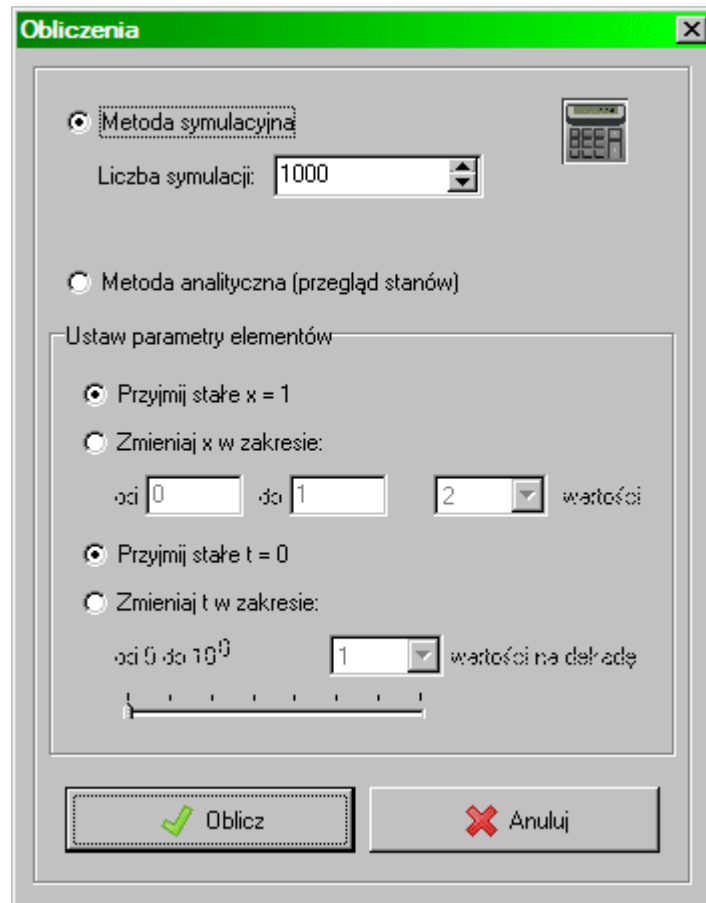 Obliczenia
Metoda symulacyjna
Liczba symulacji: 1000
Metoda analityczna (przegląd stanów)
Ustaw parametry elementów
Przyjmij stałe x = 1
Zmieniaj x w zakresie:
od 0 do 1 2 wartości
Przyjmij stałe t = 0
Zmieniaj t w zakresie:
od 0 do 10^0 1 wartości na dekadę
Oblicz Anuluj